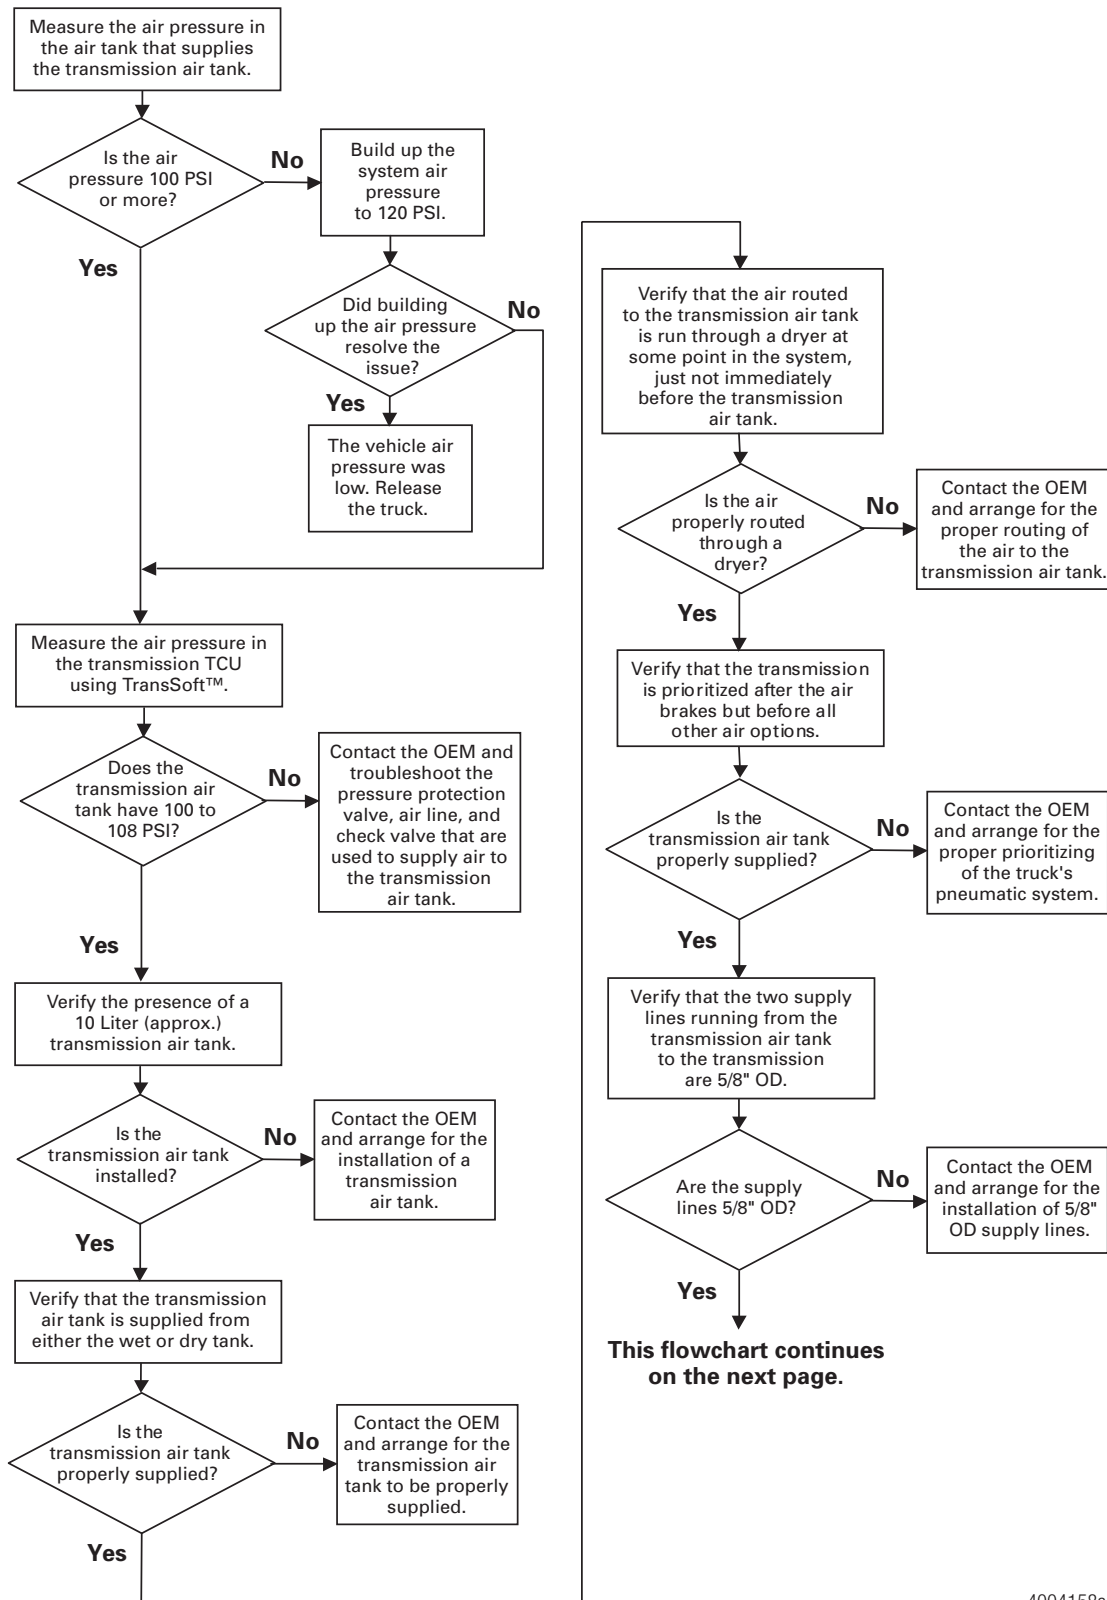 Measure the air pressure in
the air tank that supplies
the transmission air tank.
Is the air
pressure 100 PSI
or more?
No
Build up the
system air
pressure
to 120 PSI.
Yes
Did building
up the air pressure
resolve the
issue?
No
Yes
The vehicle air
pressure was
low. Release
the truck.
Measure the air pressure in
the transmission TCU
using TransSoft™.
Does the
transmission air
tank have 100 to
108 PSI?
No
Contact the OEM and
troubleshoot the
pressure protection
valve, air line, and
check valve that are
used to supply air to
the transmission
air tank.
Yes
Verify the presence of a
10 Liter (approx.)
transmission air tank.
Is the
transmission air tank
installed?
No
Contact the OEM
and arrange for the
installation of a
transmission
air tank.
Yes
Verify that the transmission
air tank is supplied from
either the wet or dry tank.
Is the
transmission air tank
properly supplied?
No
Contact the OEM
and arrange for the
transmission air
tank to be properly
supplied.
Yes
Verify that the air routed
to the transmission air tank
is run through a dryer at
some point in the system,
just not immediately
before the transmission
air tank.
Is the air
properly routed
through a
dryer?
No
Contact the OEM
and arrange for the
proper routing of
the air to the
transmission air tank.
Yes
Verify that the transmission
is prioritized after the air
brakes but before all
other air options.
Is the
transmission air tank
properly supplied?
No
Contact the OEM
and arrange for the
proper prioritizing
of the truck's
pneumatic system.
Yes
Verify that the two supply
lines running from the
transmission air tank
to the transmission
are 5/8" OD.
Are the supply
lines 5/8" OD?
No
Contact the OEM
and arrange for the
installation of 5/8"
OD supply lines.
Yes
This flowchart continues
on the next page.